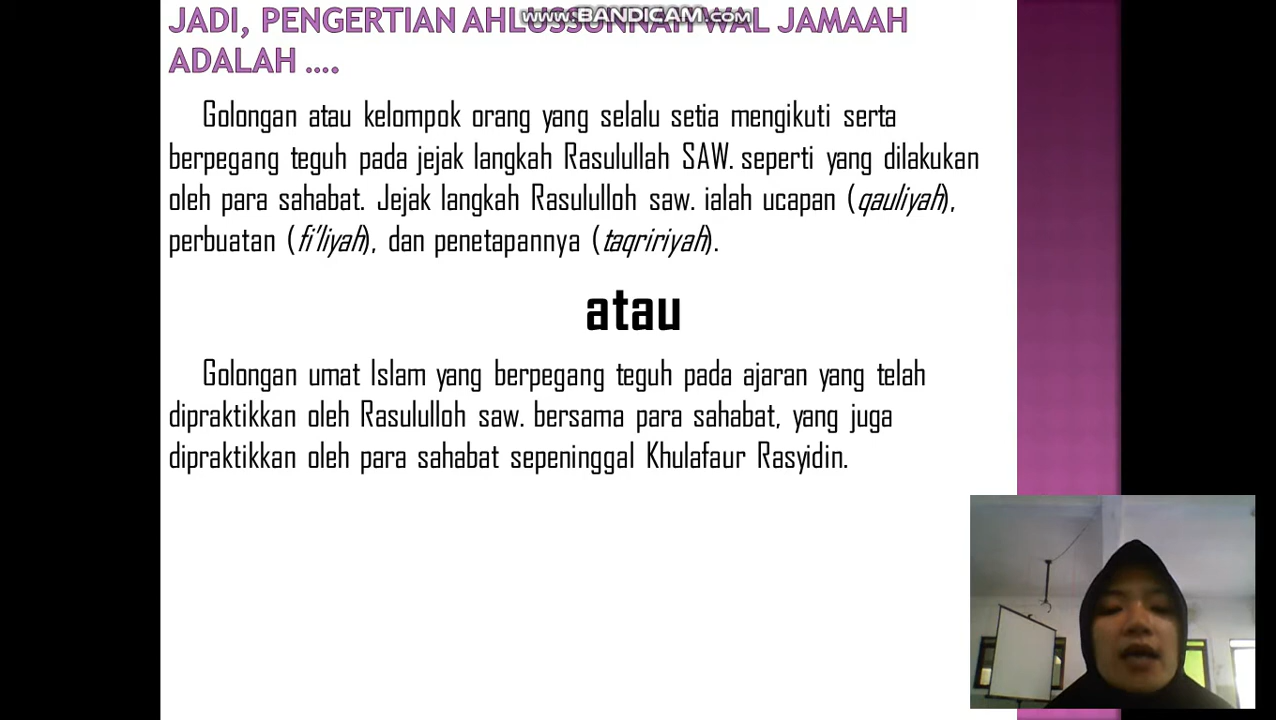 www.BANDICAM.com
JADI, PENGERTIAN AHLUSSUNNAH WAL JAMAAH
ADALAH ....
Golongan atau kelompok orang yang selalu setia mengikuti serta
berpegang teguh pada jejak langkah Rasulullah SAW. seperti yang dilakukan
oleh para sahabat. Jejak langkah Rasululloh saw. ialah ucapan (qauliyah),
perbuatan (fi'liyah), dan penetapannya (taqririyah).
atau
Golongan umat Islam yang berpegang teguh pada ajaran yang telah
dipraktikkan oleh Rasululloh saw. bersama para sahabat, yang juga
dipraktikkan oleh para sahabat sepeninggal Khulafaur Rasyidin.